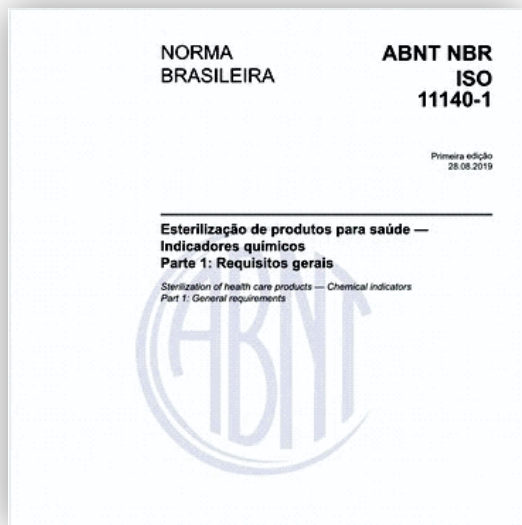 NORMA
BRASILEIRA
ABNT NBR
ISO
11140-1
Primeira edição
28.08.2019
Esterilização de produtos para saúde —
Indicadores químicos
Parte 1: Requisitos gerais
Sterilization of health care products — Chemical indicators
Part 1: General requirements
ABNT